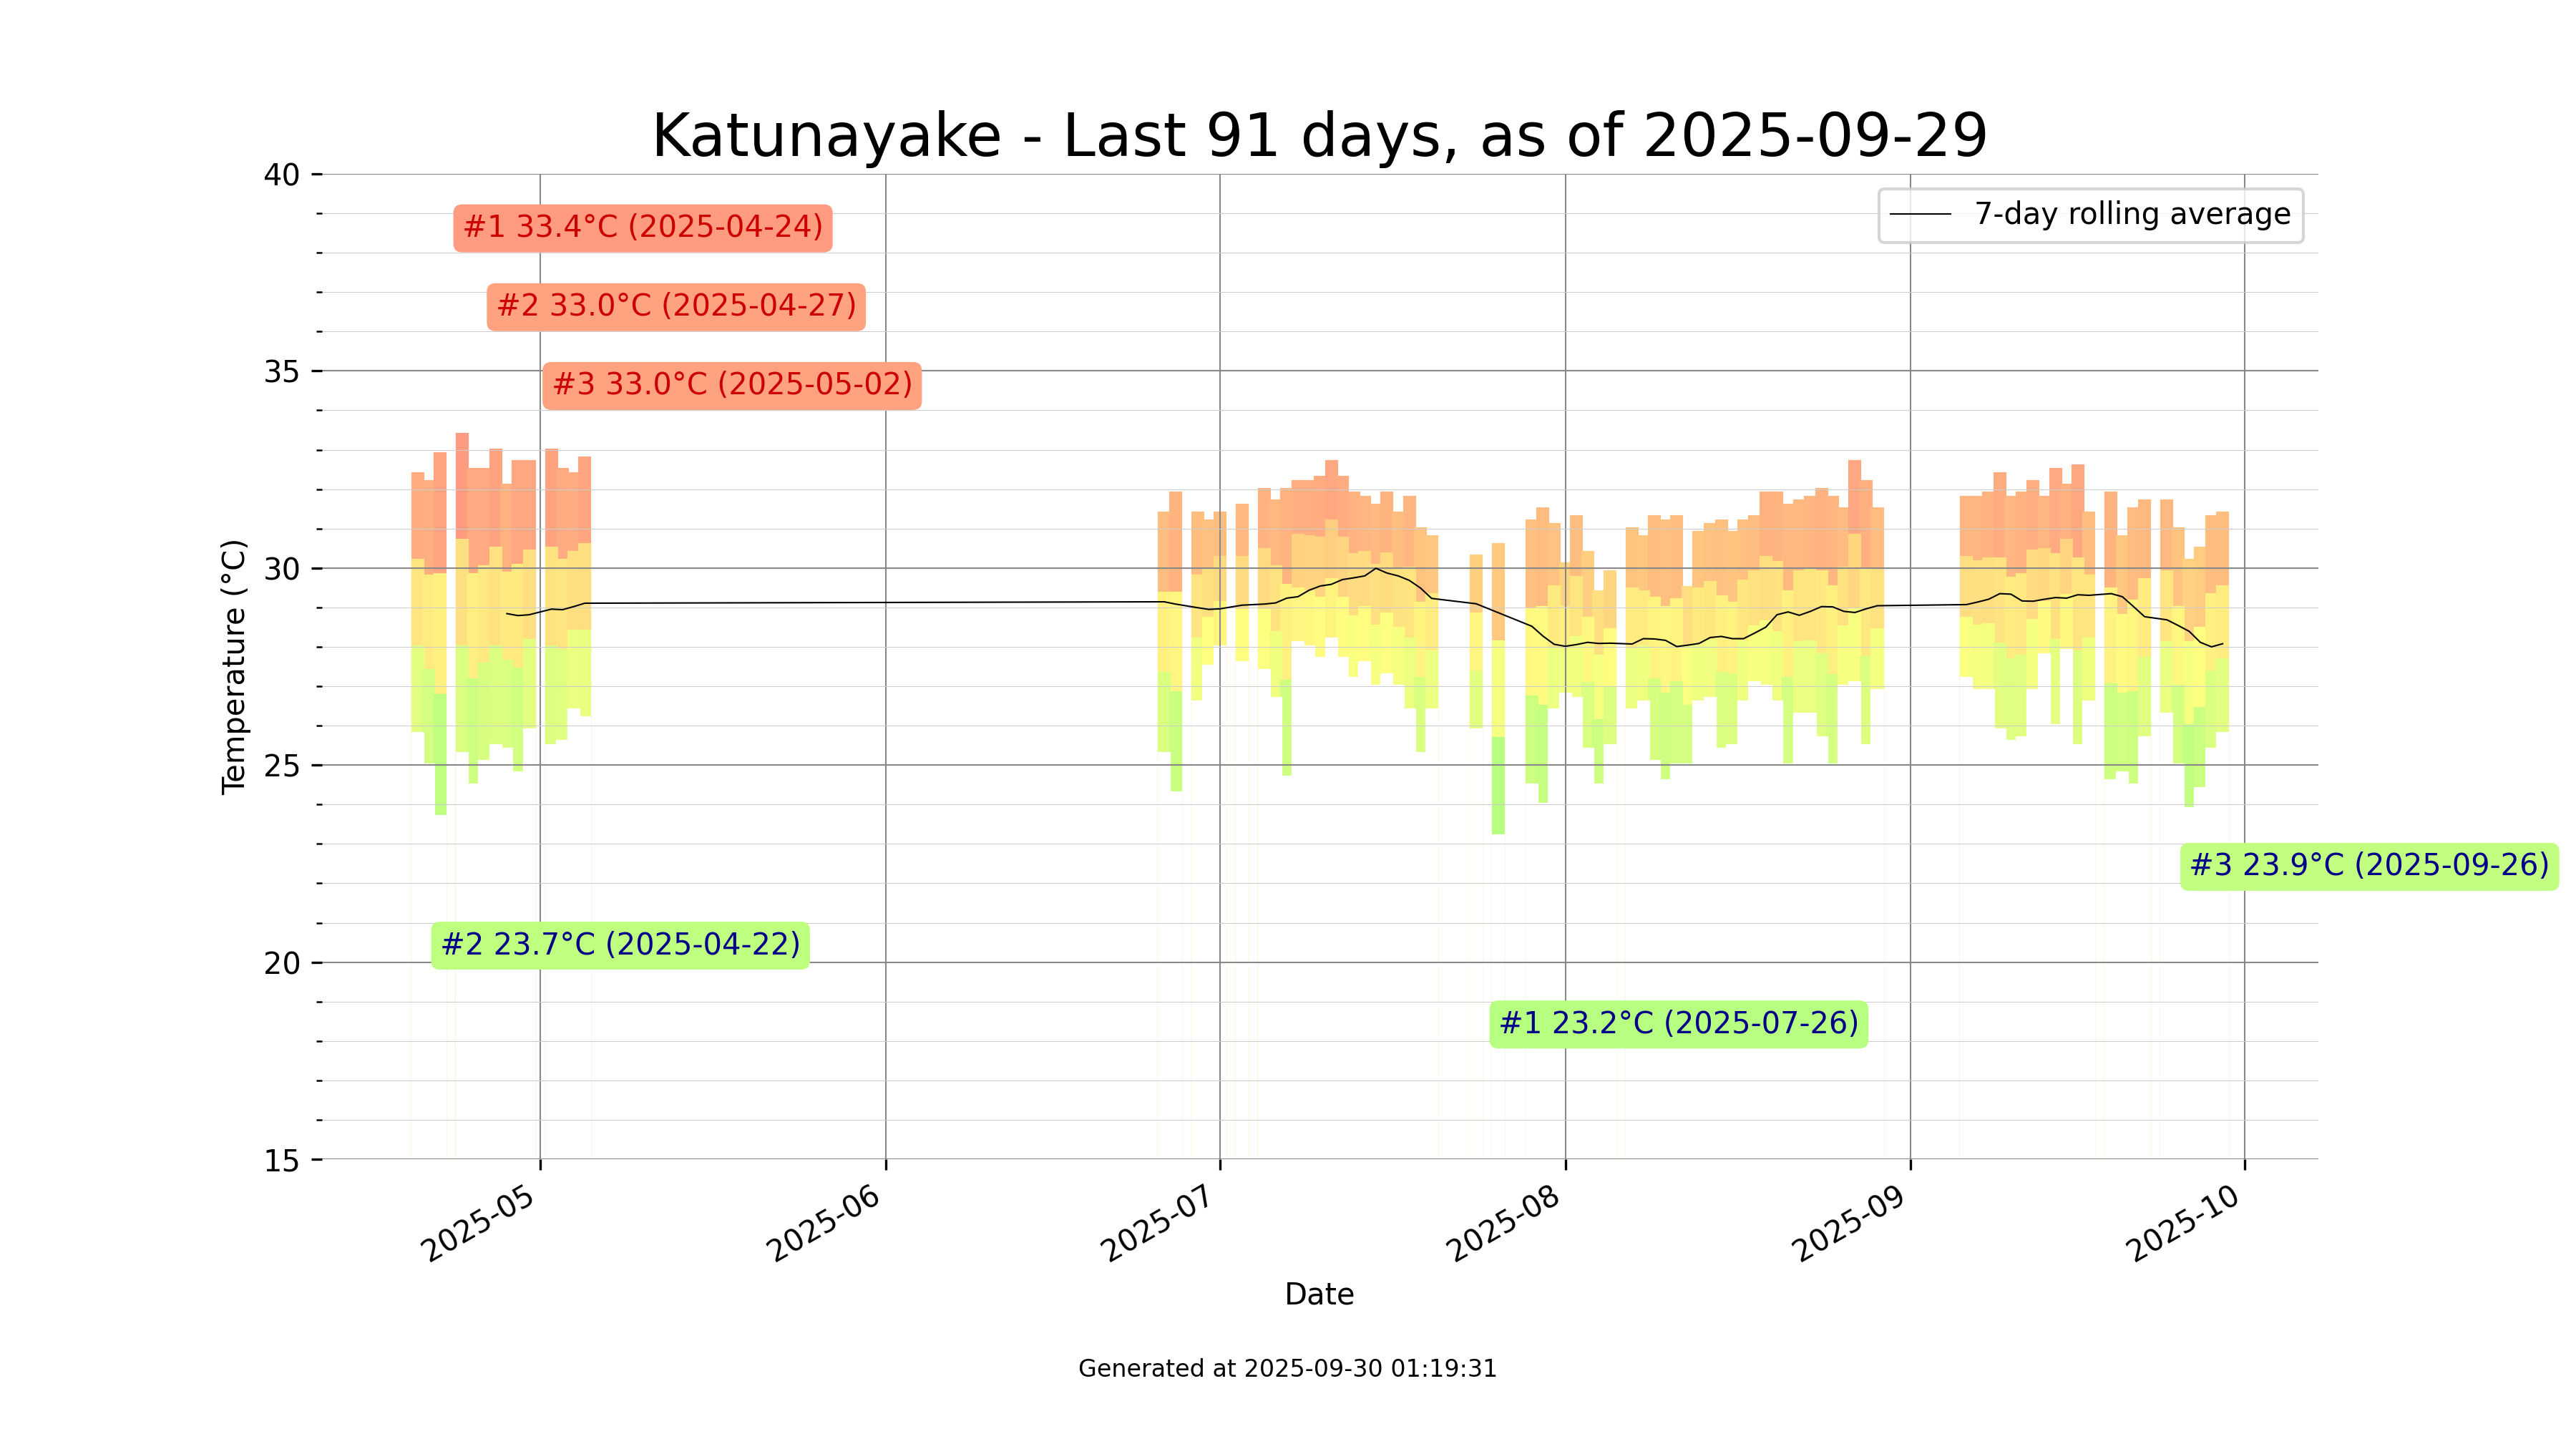 Katunayake - Last 91 days, as of 2025-09-29
40
35
30
25
20
15
Temperature (°C)
7-day rolling average
#1 33.4°C (2025-04-24)
#2 33.0°C (2025-04-27)
#3 33.0°C (2025-05-02)
#3 23.9°C (2025-09-26)
#2 23.7°C (2025-04-22)
#1 23.2°C (2025-07-26)
2025-05
2025-06
2025-07
2025-08
2025-09
2025-10
Date
Generated at 2025-09-30 01:19:31